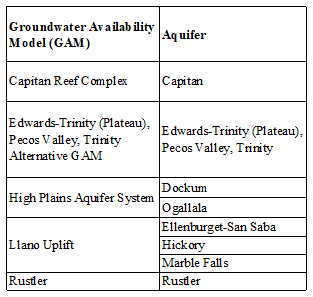 Groundwater Availability
Model (GAM)
Aquifer
Capitan Reef Complex
Capitan
Edwards-Trinity (Plateau),
Pecos Valley, Trinity
Alternative GAM
Edwards-Trinity (Plateau),
Pecos Valley, Trinity
High Plains Aquifer System
Dockum
Ogallala
Llano Uplift
Ellenburget-San Saba
Hickory
Marble Falls
Rustler
Rustler